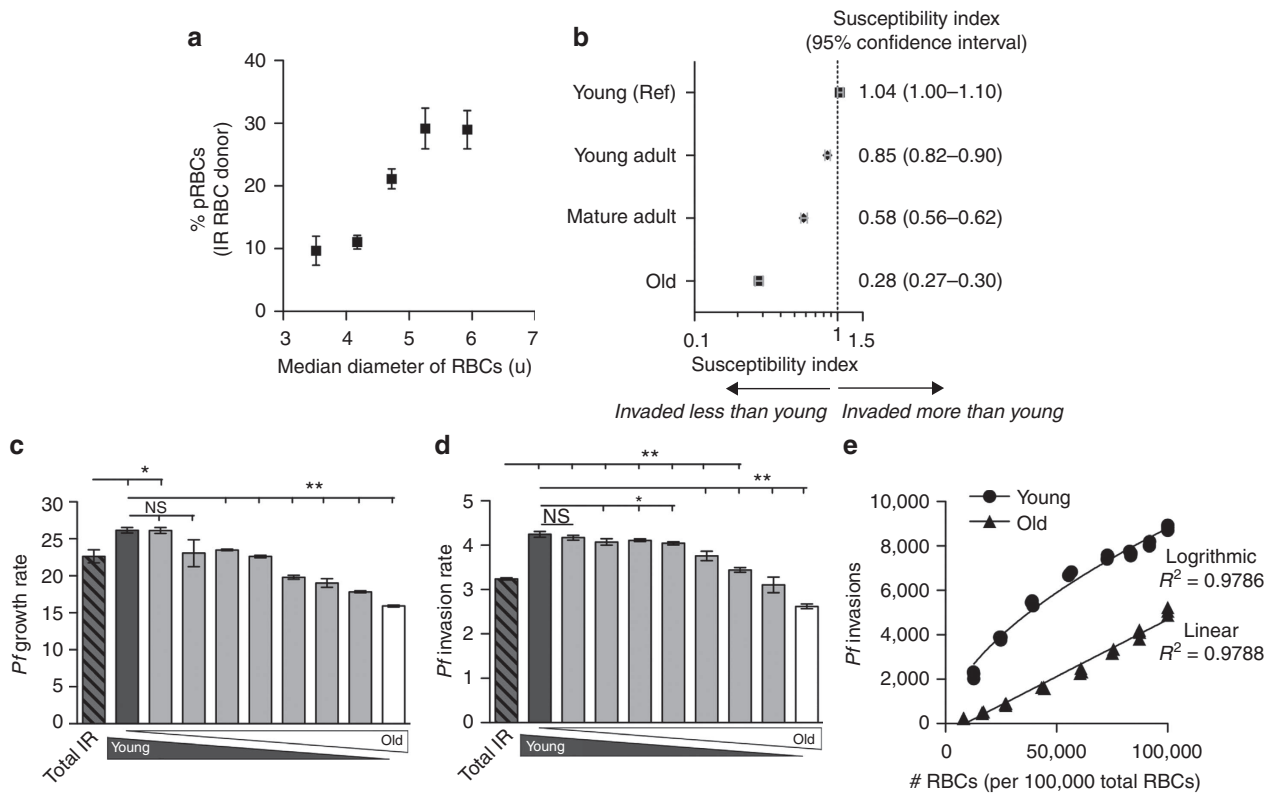 a
40
30
20
10
0
% pRBCs
(IR RBC donor)
3
4
5
6
7
Median diameter of RBCs (u)
b
Susceptibility index
(95% confidence interval)
Young (Ref)
1.04 (1.00–1.10)
Young adult
0.85 (0.82–0.90)
Mature adult
0.58 (0.56–0.62)
Old
0.28 (0.27–0.30)
0.1
1
1.5
Susceptibility index
Invaded less than young
Invaded more than young
c
*
**
NS
30
25
20
15
10
5
0
Pf growth rate
Total IR
Young
Old
d
**
**
*
NS
5
4
3
2
1
0
Pf invasion rate
Total IR
Young
Old
e
Young
Old
10,000
8,000
6,000
4,000
2,000
0
Pf invasions
Logrithmic
R² = 0.9786
Linear
R² = 0.9788
0
50,000
100,000
# RBCs (per 100,000 total RBCs)